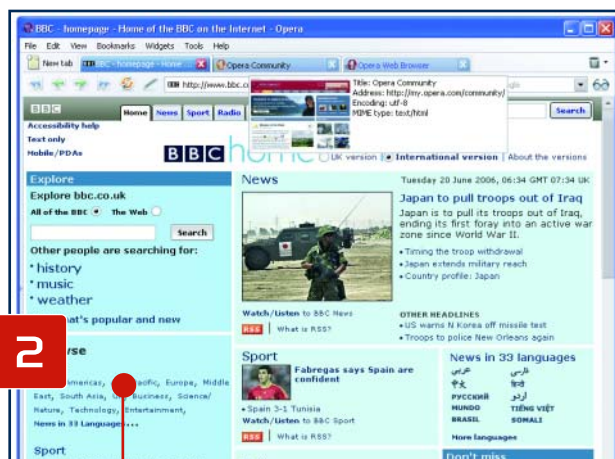 BBC - homepage - Home of the BBC on the Internet - Opera
File Edit View Bookmarks Widgets Tools Help
New tab BBC - homepage - Home ... Opera Community Opera Web Browser
http://www.bbc.c
Title: Opera Community
Address: http://my.opera.com/community/
Encoding: utf-8
MIME type: text/html
BBC Home News Sport Radio Search
Accessibility help
Text only
Mobile/PDAs
BBC home UK version International version | About the versions
Explore
Explore bbc.co.uk
All of the BBC The Web
Search
Other people are searching for:
history
music
weather
hat's popular and new
2
wse
mericas, acific, Europe, Middle
East, South Asia, Business, Science/
Nature, Technology, Entertainment,
News in 33 Languages...
Sport
News
Tuesday 20 June 2006, 06:34 GMT 07:34 UK
Japan to pull troops out of Iraq
Japan is to pull its troops out of Iraq,
ending its first foray into an active war
zone since World War II.
• Timing the troop withdrawal
• Japan extends military reach
• Country profile: Japan
Watch/Listen to BBC News
RSS | What is RSS?
OTHER HEADLINES
• US warns N Korea off missile test
• Troops to police New Orleans again
Sport
Fabregas says Spain are
confident
• Spain 3-1 Tunisia
Watch/Listen to BBC Sport
RSS | What is RSS?
News in 33 languages
عربي فارسی
中文 हिन्दी
РУССКИЙ اردو
MUNDO TIẾNG VIỆT
BRASIL SOMALI
More languages
Don't miss